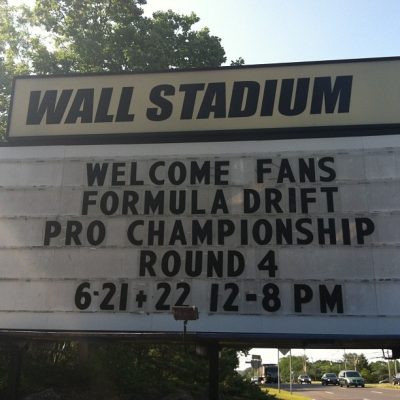 WALL STADIUM
WELCOME FANS
FORMULA DRIFT
PRO CHAMPIONSHIP
ROUND 4
6-21 + 22 12-8 PM